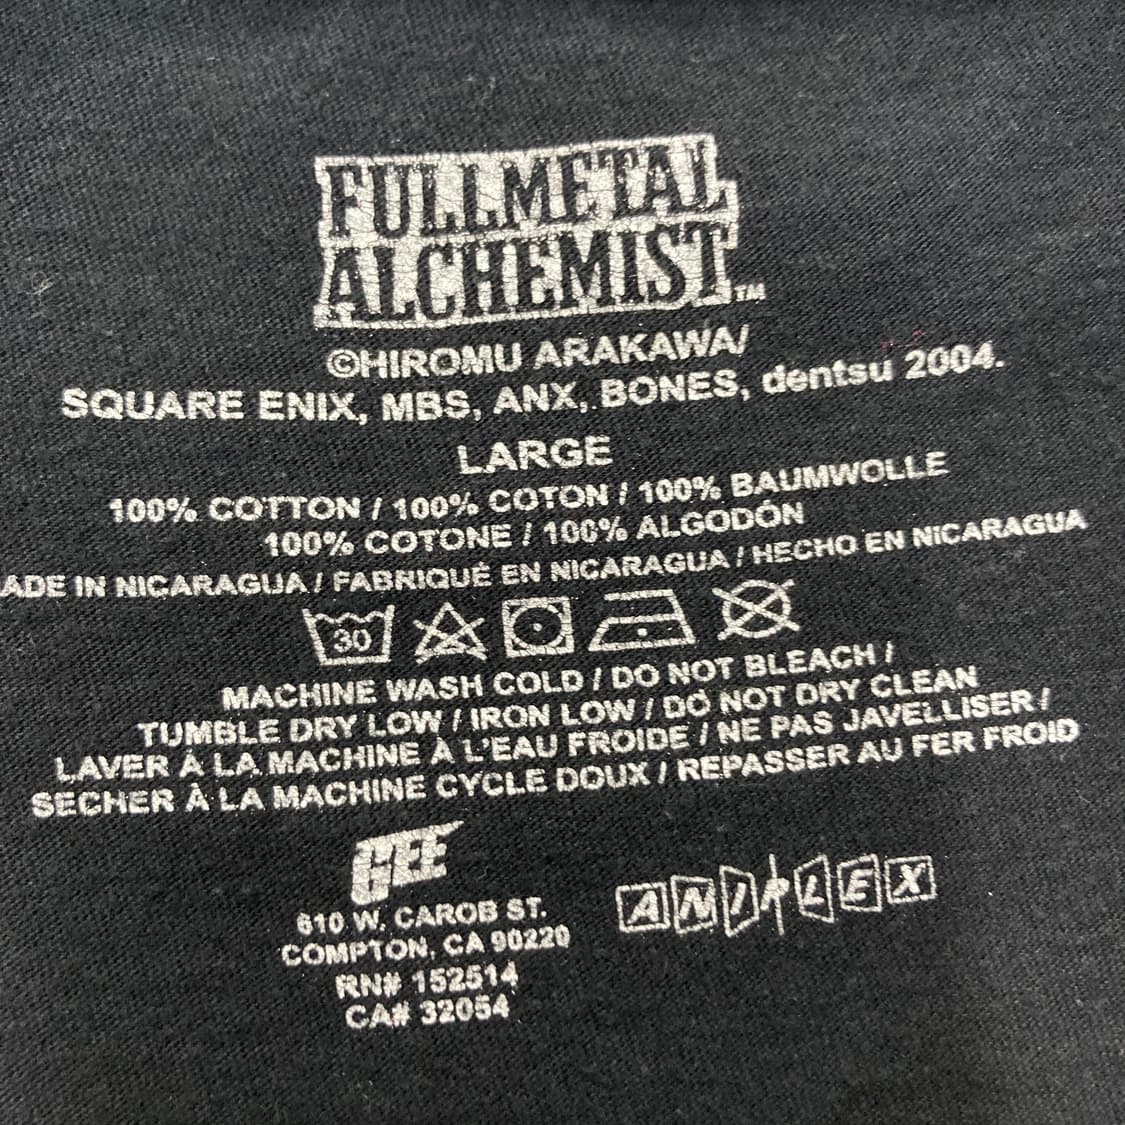 FULLMETAL
ALCHEMIST™
©HIROMU ARAKAWA/
SQUARE ENIX, MBS, ANX, BONES, dentsu 2004.
LARGE
100% COTTON / 100% COTON / 100% BAUMWOLLE
100% COTONE / 100% ALGODÓN
ADE IN NICARAGUA / FABRIQUÉ EN NICARAGUA / HECHO EN NICARAGUA
30
MACHINE WASH COLD / DO NOT BLEACH /
TUMBLE DRY LOW / IRON LOW / DO NOT DRY CLEAN
LAVER À LA MACHINE À L'EAU FROIDE / NE PAS JAVELLISER /
SECHER À LA MACHINE CYCLE DOUX / REPASSER AU FER FROID
GEE
610 W. CAROB ST.
COMPTON, CA 90220
RN# 152514
CA# 32054
ANIPLEX